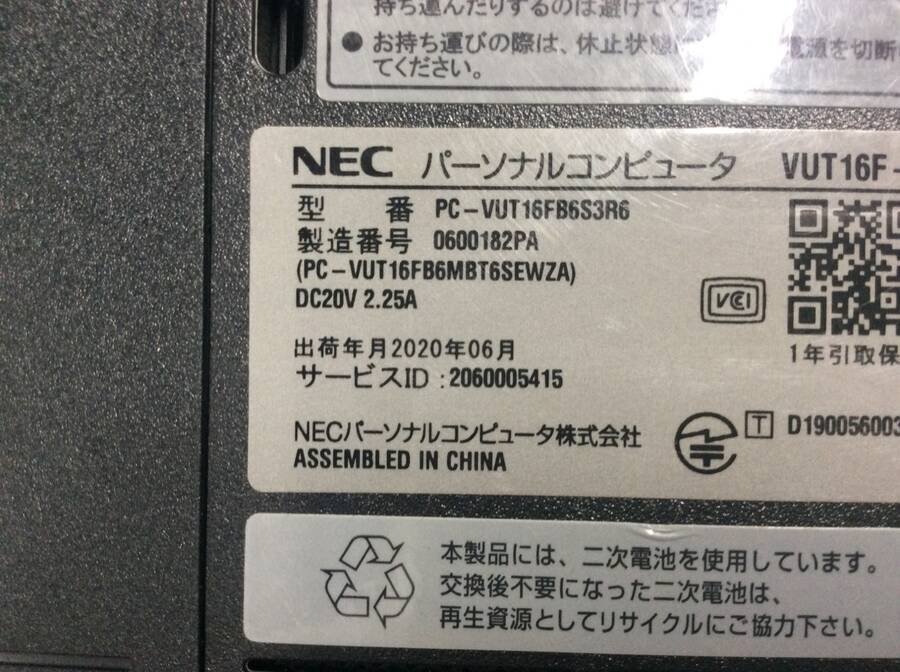 持ち運んだりするのは避けてくださ
● お持ち運びの際は、休止状態 電源を切断
てください。
NEC パーソナルコンピュータ VUT16F-
型 番 PC-VUT16FB6S3R6
製造番号 0600182PA
(PC-VUT16FB6MBT6SEWZA)
DC20V 2.25A
VCCI
1年引取保
出荷年月2020年06月
サービスID:2060005415
NECパーソナルコンピュータ株式会社
ASSEMBLED IN CHINA
T D190056003
本製品には、二次電池を使用しています。
交換後不要になった二次電池は、
再生資源としてリサイクルにご協力下さい。